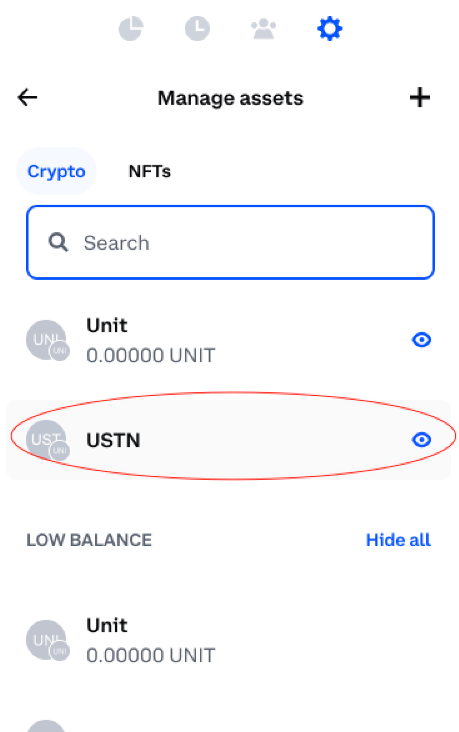 Manage assets
Crypto NFTs
Search
UNI
UNI
Unit
0.00000 UNIT
UST
UNI
USTN
LOW BALANCE Hide all
UNI
UNI
Unit
0.00000 UNIT